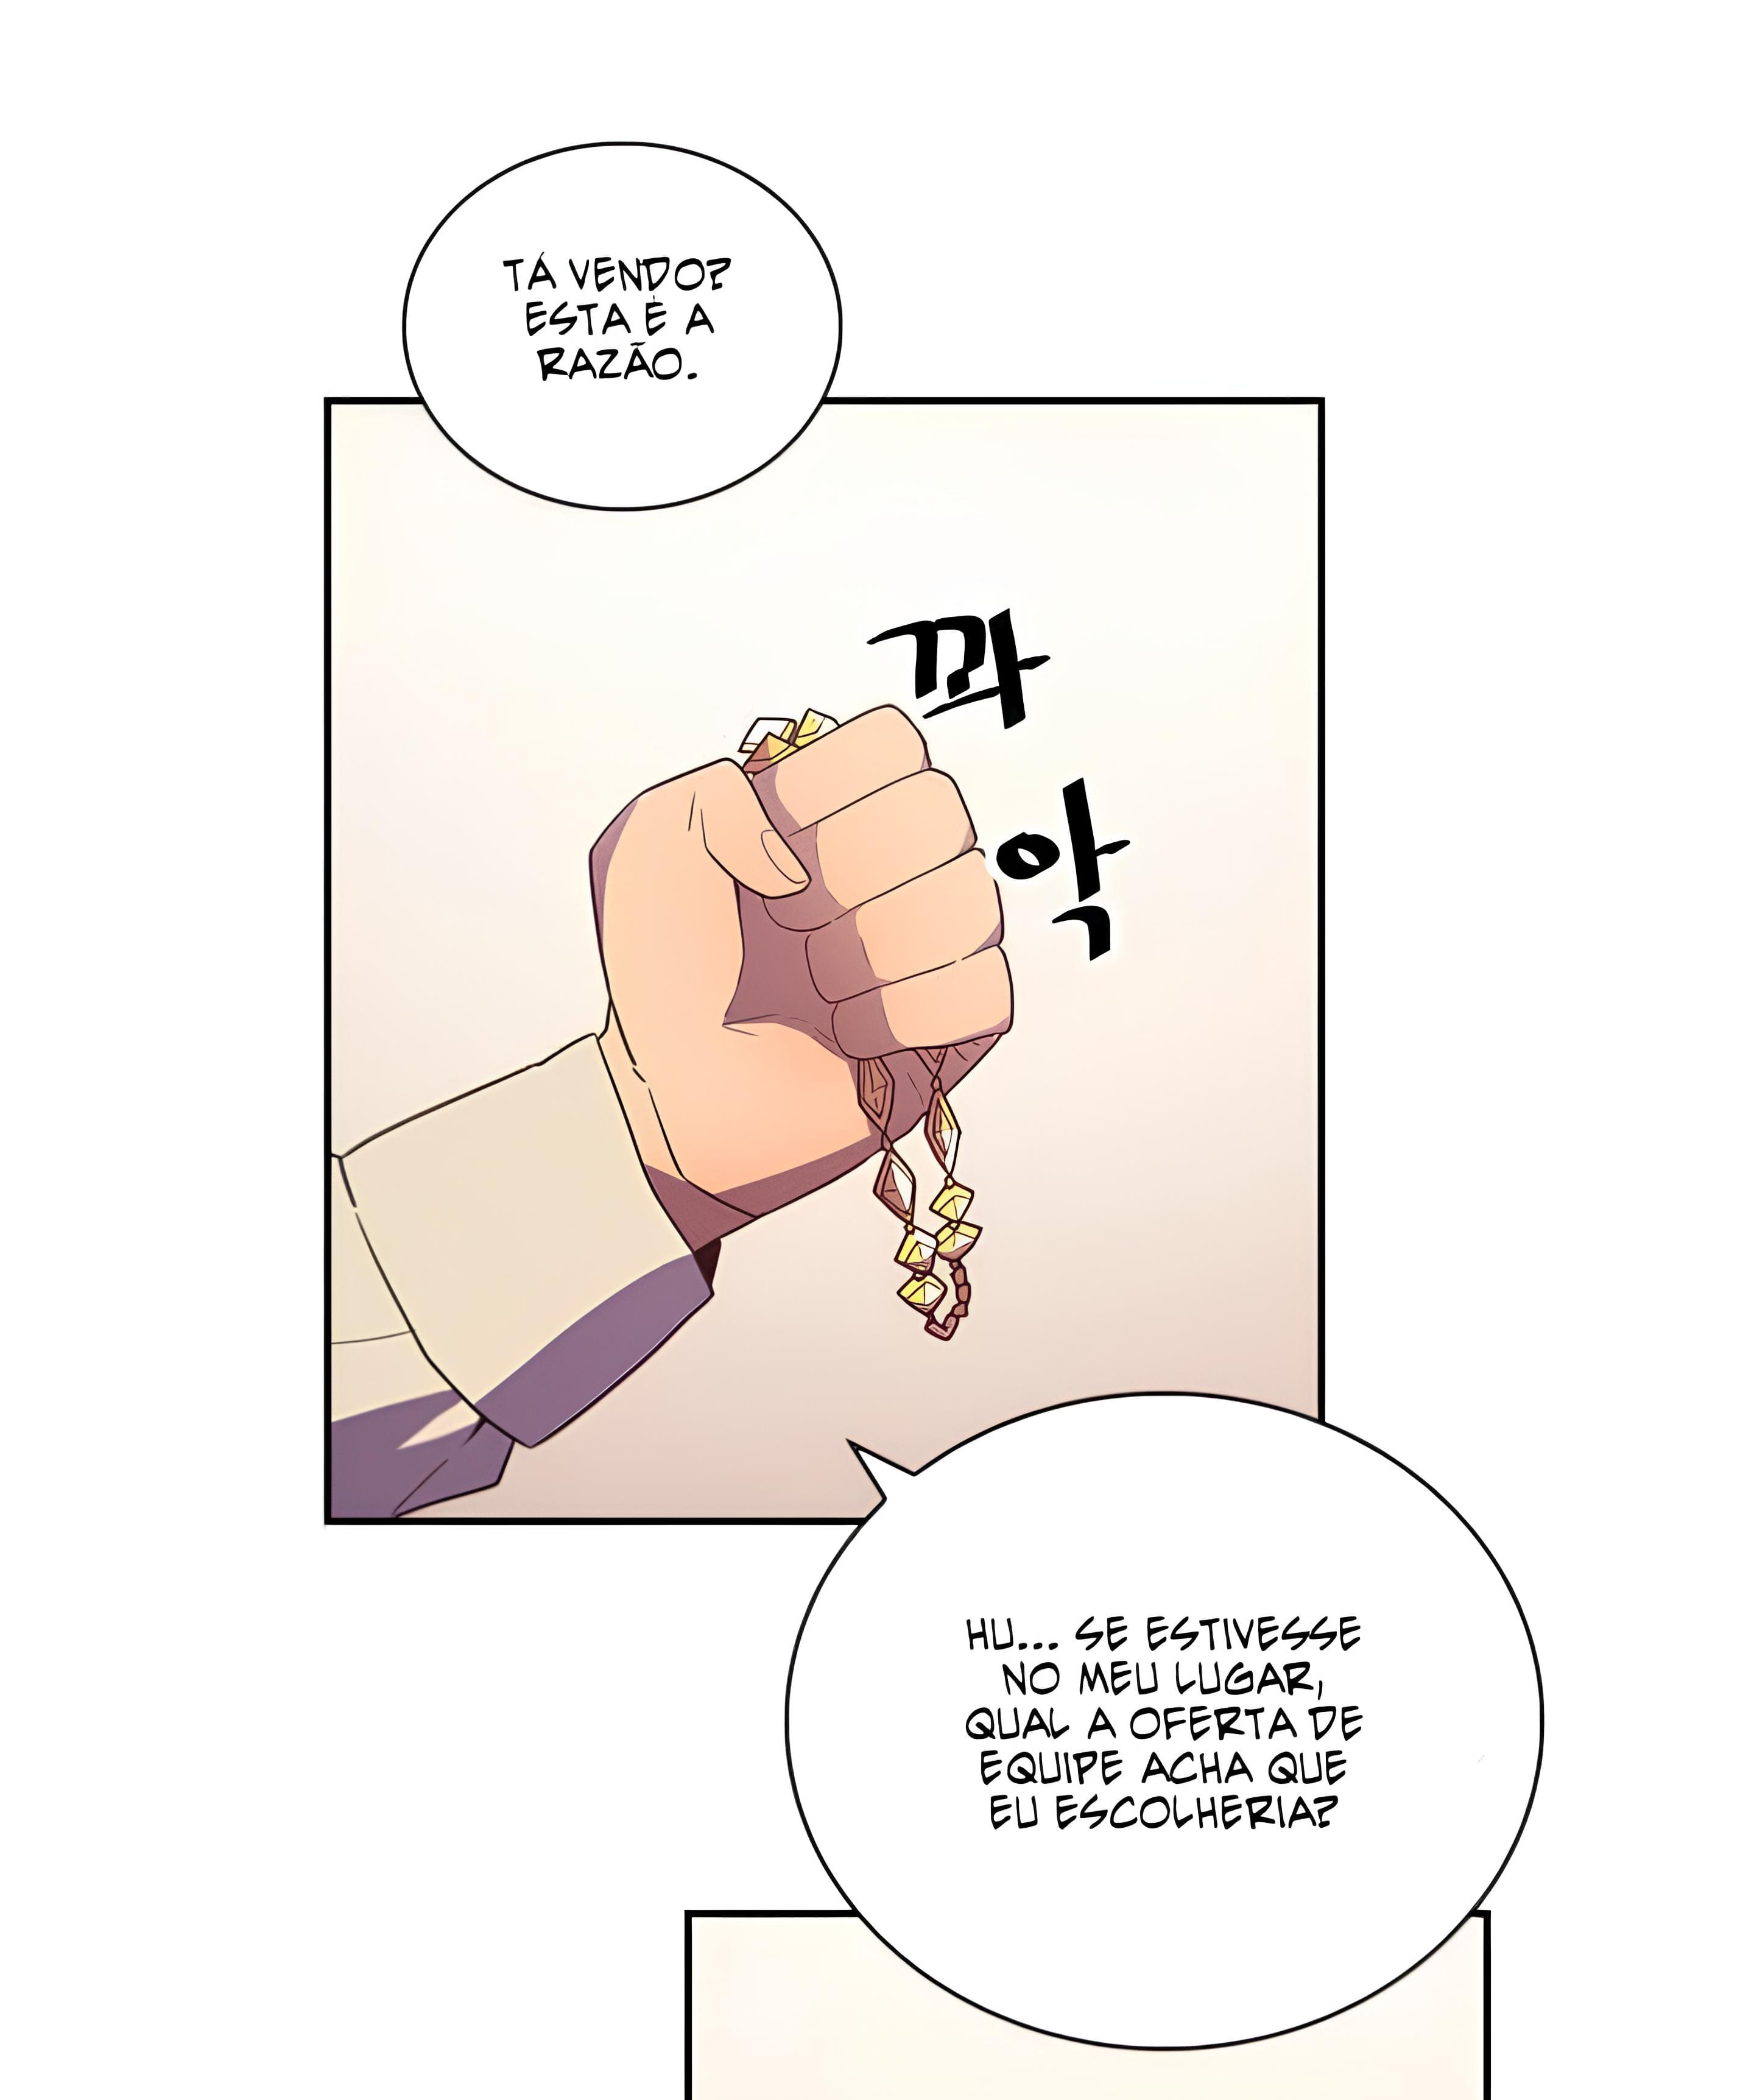 TÁ VENDO?
ESTA É A
RAZÃO.
꽈
악
HU... SE ESTIVESSE
NO MEU LUGAR,
QUAL A OFERTA DE
EQUIPE ACHA QUE
EU ESCOLHERIA?